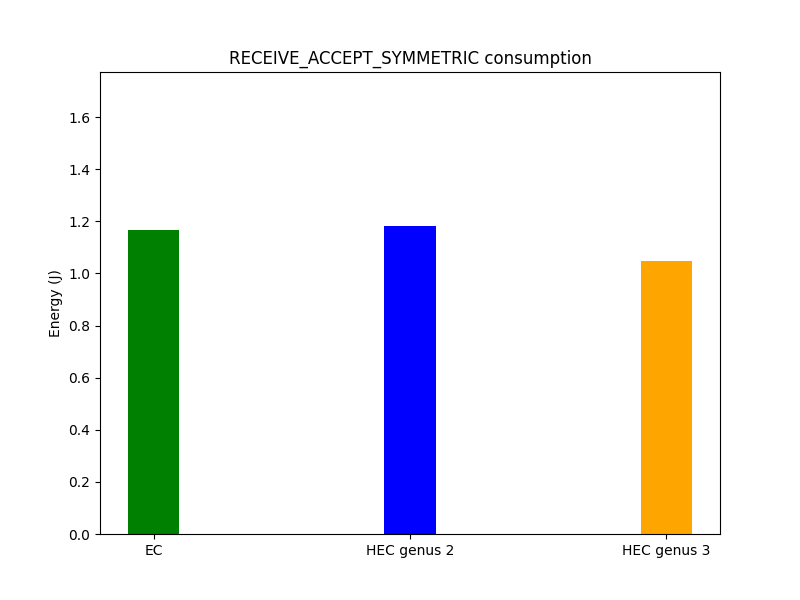 RECEIVE_ACCEPT_SYMMETRIC consumption
Energy (J)
1.6
1.4
1.2
1.0
0.8
0.6
0.4
0.2
0.0
EC
HEC genus 2
HEC genus 3